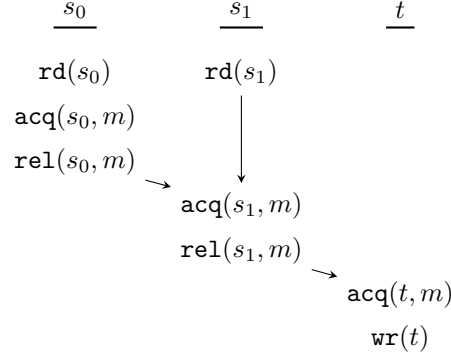 s₀ s₁ t
rd(s₀) rd(s₁)
acq(s₀, m)
rel(s₀, m)
acq(s₁, m)
rel(s₁, m)
acq(t, m)
wr(t)